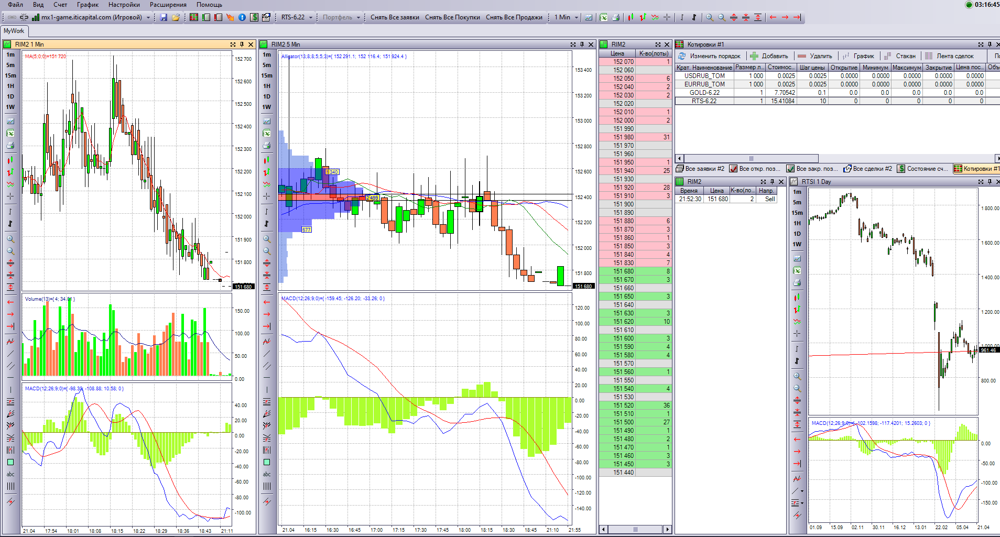 Файл Вид Счет График Настройки Расширения Помощь
03:16:45
mx1-game.iticapital.com (Игровой) RTS-6.22 Портфель Снять Все заявки Снять Все Покупки Снять Все Продажи 1 Min
MyWork
RIM2 1 Min
1m
5m
15m
1H
1D
1W
abc
MA(5;0;0)=151 720
152 700
152 600
152 500
152 400
152 300
152 200
152 100
152 000
151 900
151 800
151 680
Volume(13)={ 4; 34.01 }
150.00
100.00
50.00
0.00
MACD(12;26;9;0)={ -98.30; -108.88; 10.58; 0 }
40.00
20.00
0.00
-20.00
-40.00
-60.00
-80.00
-100.00
21.04 17:54 18:01 18:08 18:15 18:22 18:29 18:36 18:43 21:11
RIM2 5 Min
1m
5m
15m
1H
1D
1W
abc
Alligator(13;8;8;5;5;3)={ 152 291.1; 152 116.4; 151 924.4 }
153 400
153 200
153 000
152 800
152 600
152 400
152 200
152 000
151 800
151 680
1 340
2 499
677
MACD(12;26;9;0)={ -159.45; -126.20; -33.26; 0 }
120.00
100.00
80.00
60.00
40.00
20.00
0.00
-20.00
-40.00
-60.00
-80.00
-100.00
-120.00
-140.00
21.04 16:15 16:30 16:45 17:00 17:15 17:30 17:45 18:00 18:15 18:30 18:45 21:10 21:55
RIM2
Цена К-во(лоты)
152 070 1
152 060
152 050 6
152 040 2
152 030 2
152 020
152 010 1
152 000 2
151 990
151 980 31
151 970
151 960
151 950 1
151 940 25
151 930
151 920 28
151 910 3
151 900
151 890
151 880 6
151 870 3
151 860 1
151 850 3
151 840 4
151 830 7
151 680 8
151 670 3
151 660
151 650 3
151 640
151 630 3
151 620 10
151 610
151 600 3
151 590 4
151 580 4
151 570
151 560 1
151 550
151 540 4
151 530
151 520 36
151 510 1
151 500 27
151 490 1
151 480 2
151 470 1
151 460 3
151 450 3
151 440
Котировки #1
Изменить порядок Добавить Удалить График Стакан Лента сделок По
Крат. Наименование Размер л... Стоимос... Шаг цены Открытие Минимум Максимум Закрытие Цена пос... Объ
USDRUB_TOM 1 000 0.0025 0.0025 0.0000 0.0000 0.0000 0.0000 0.0000
EURRUB_TOM 1 000 0.0025 0.0025 0.0000 0.0000 0.0000 0.0000 0.0000
GOLD-6.22 1 7.70542 0.1 0.0 0.0 0.0 0.0 0.0
RTS-6.22 1 15.41084 10 0 0 0 0 0
Все заявки #2 Все откр. поз... Все закр. поз... Все сделки #2 Состояние сч... Котировки #1
RIM2
Время Цена К-во(ло... Напр.
21:52:30 151 680 2 Sell
RTSI 1 Day
1m
5m
15m
1H
1D
1W
1800.00
1600.00
1400.00
1200.00
1000.00
961.46
800.00
MACD(12;26;9;0)={ -102.1598; -117.4201; 15.2603; 0 }
0.00
-50.00
-100.00
-150.00
01.09 15.09 02.11 30.11 16.12 13.01 22.02 05.04 21.04